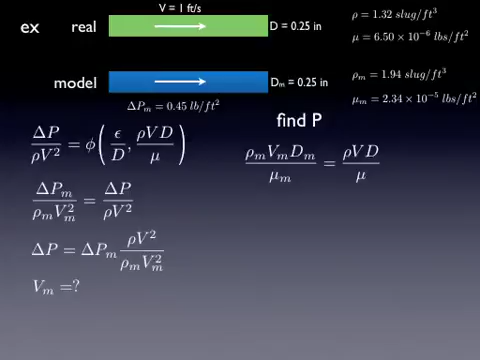 V = 1 ft/s
ex real D = 0.25 in
ρ = 1.32 slug/ft³
μ = 6.50 × 10⁻⁶ lbs/ft²
model Dₘ = 0.25 in
ρₘ = 1.94 slug/ft³
μₘ = 2.34 × 10⁻⁵ lbs/ft²
ΔPₘ = 0.45 lb/ft²
find P
ΔP/ρV² = ϕ(ϵ/D, ρVD/μ)
ρₘVₘDₘ/μₘ = ρVD/μ
ΔPₘ/ρₘVₘ² = ΔP/ρV²
ΔP = ΔPₘ ρV²/ρₘVₘ²
Vₘ =?